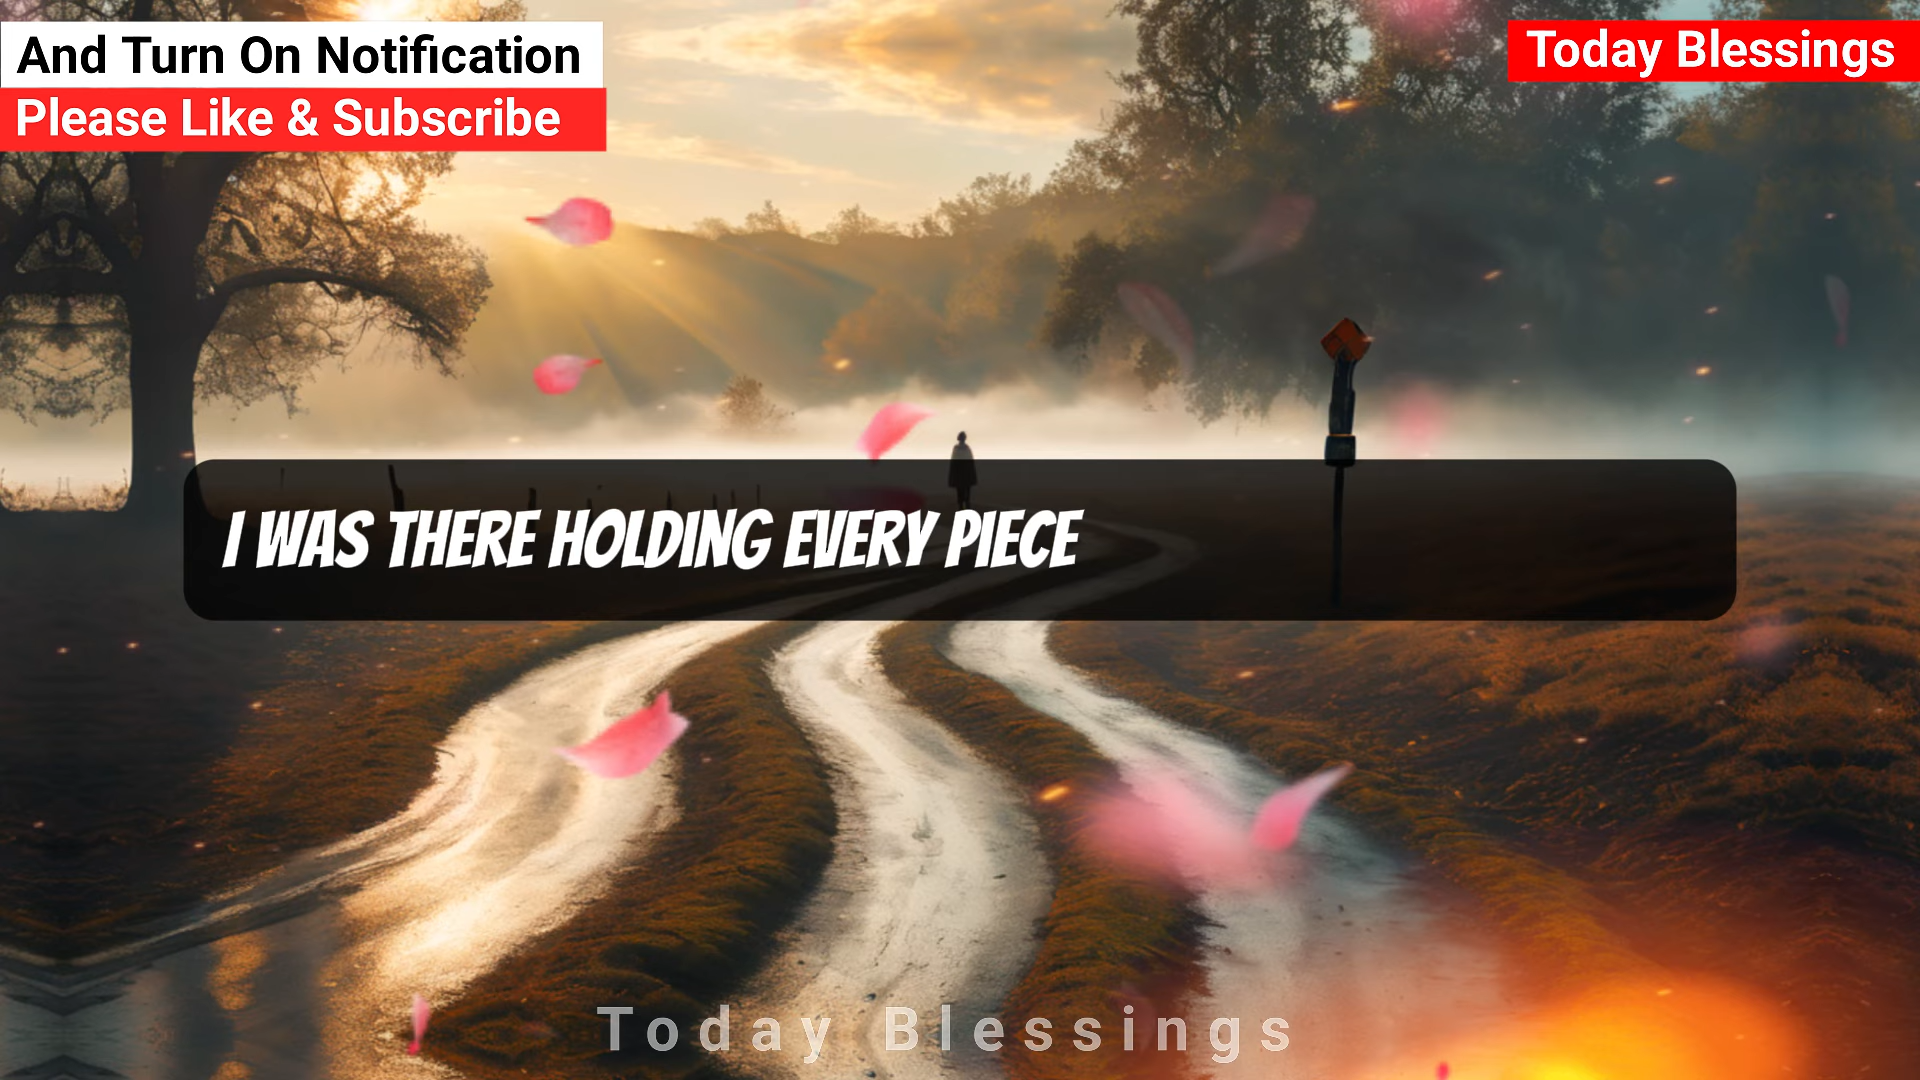 And Turn On Notification
Please Like & Subscribe
Today Blessings
I WAS THERE HOLDING EVERY PIECE
Today Blessings